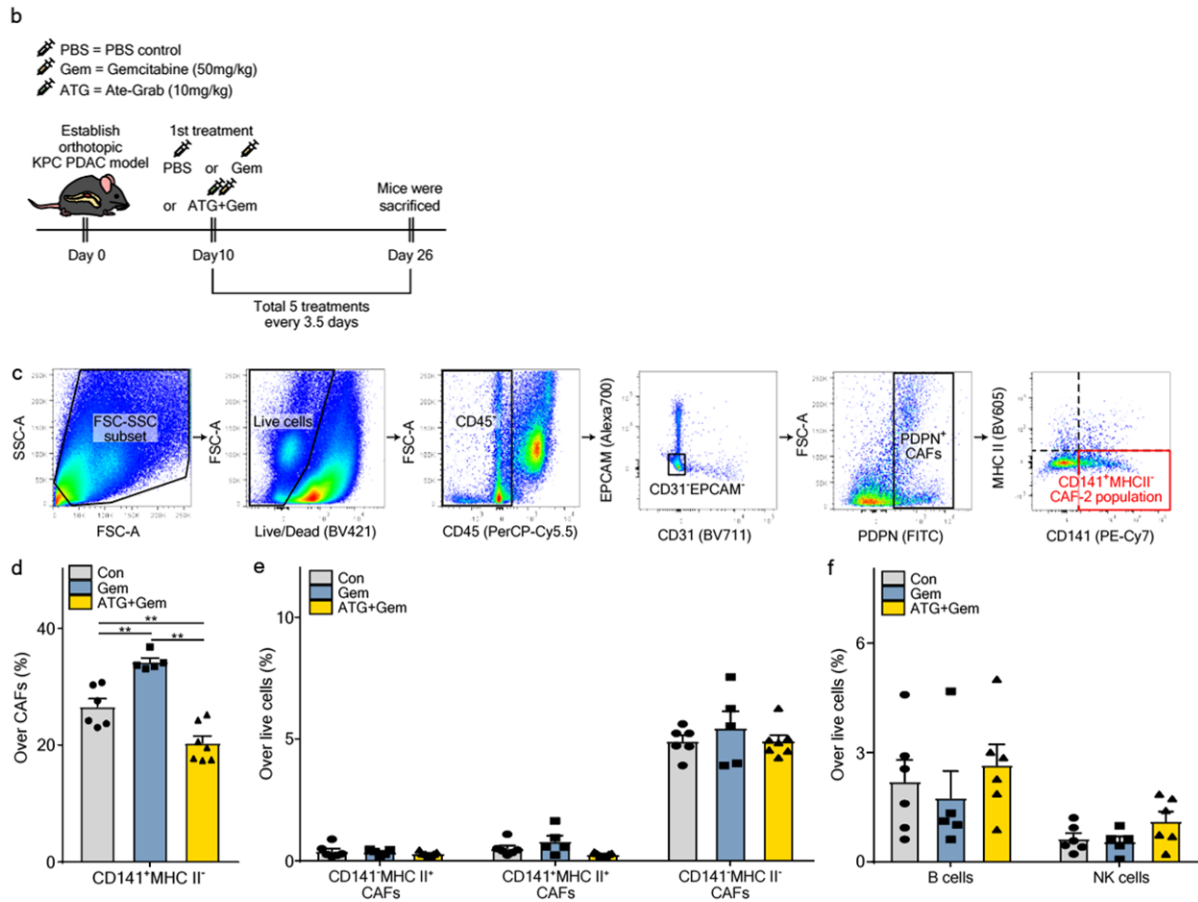 b
PBS = PBS control
Gem = Gemcitabine (50mg/kg)
ATG = Ate-Grab (10mg/kg)
Establish
orthotopic
KPC PDAC model
1st treatment
PBS or Gem
or ATG+Gem
Mice were
sacrificed
Day 0
Day10
Day 26
Total 5 treatments
every 3.5 days
c
SSC-A
FSC-SSC
subset
FSC-A
FSC-A
Live cells
Live/Dead (BV421)
FSC-A
CD45⁻
CD45 (PerCP-Cy5.5)
EPCAM (Alexa700)
CD31⁻EPCAM⁻
CD31 (BV711)
FSC-A
PDPN⁺
CAFs
PDPN (FITC)
MHC II (BV605)
CD141⁺MHCII⁻
CAF-2 population
CD141 (PE-Cy7)
d
Con
Gem
ATG+Gem
Over CAFs (%)
40
20
0
** ** **
CD141⁺MHC II⁻
e
Con
Gem
ATG+Gem
Over live cells (%)
10
5
0
CD141⁻MHC II⁺
CAFs
CD141⁺MHC II⁺
CAFs
CD141⁻MHC II⁻
CAFs
f
Con
Gem
ATG+Gem
Over live cells (%)
6
3
0
B cells
NK cells